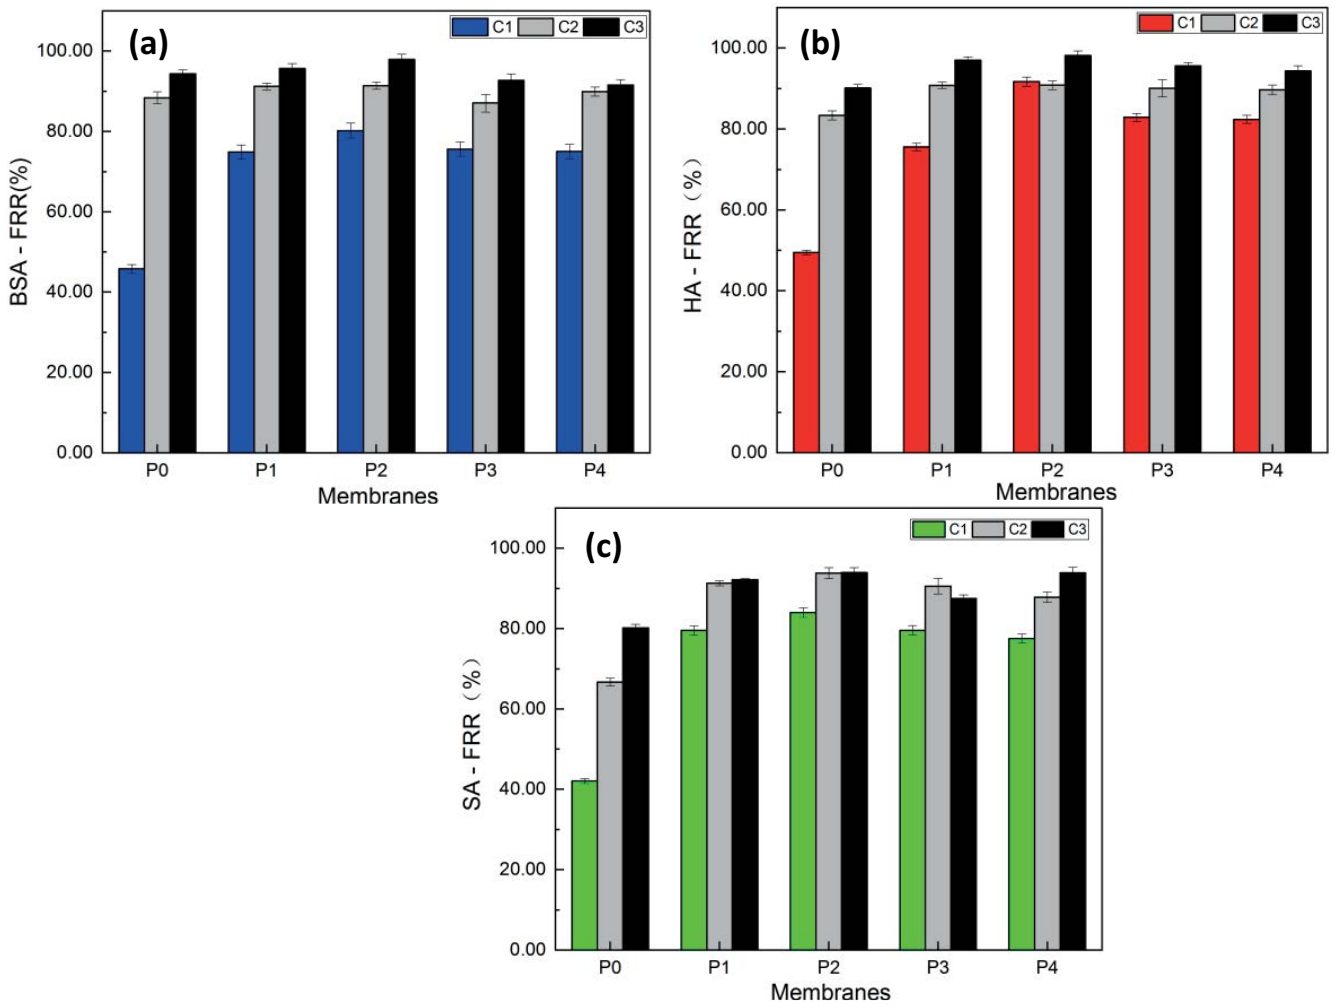 (a)
C1 C2 C3
100.00
80.00
60.00
40.00
20.00
0.00
BSA - FRR(%)
P0 P1 P2 P3 P4
Membranes
(b)
C1 C2 C3
100.00
80.00
60.00
40.00
20.00
0.00
HA - FRR（%）
P0 P1 P2 P3 P4
Membranes
(c)
C1 C2 C3
100.00
80.00
60.00
40.00
20.00
0.00
SA - FRR（%）
P0 P1 P2 P3 P4
Membranes